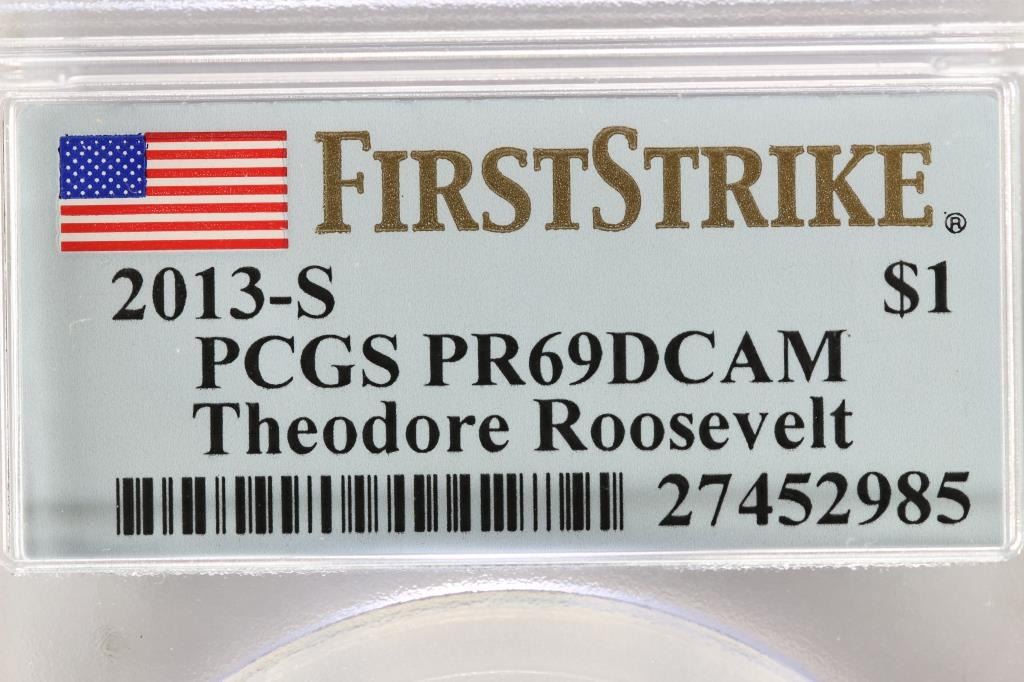 FIRSTSTRIKE®
2013-S $1
PCGS PR69DCAM
Theodore Roosevelt
27452985